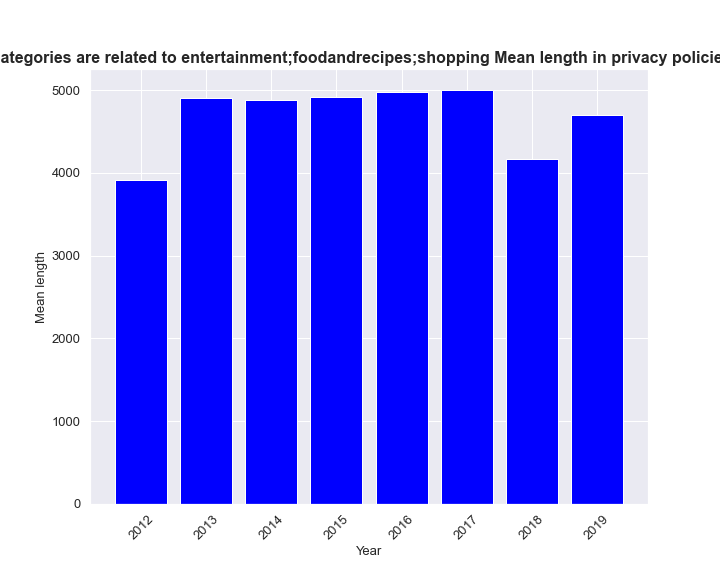 ategories are related to entertainment;foodandrecipes;shopping Mean length in privacy policie
5000
4000
3000
2000
1000
0
Mean length
2012 2013 2014 2015 2016 2017 2018 2019
Year